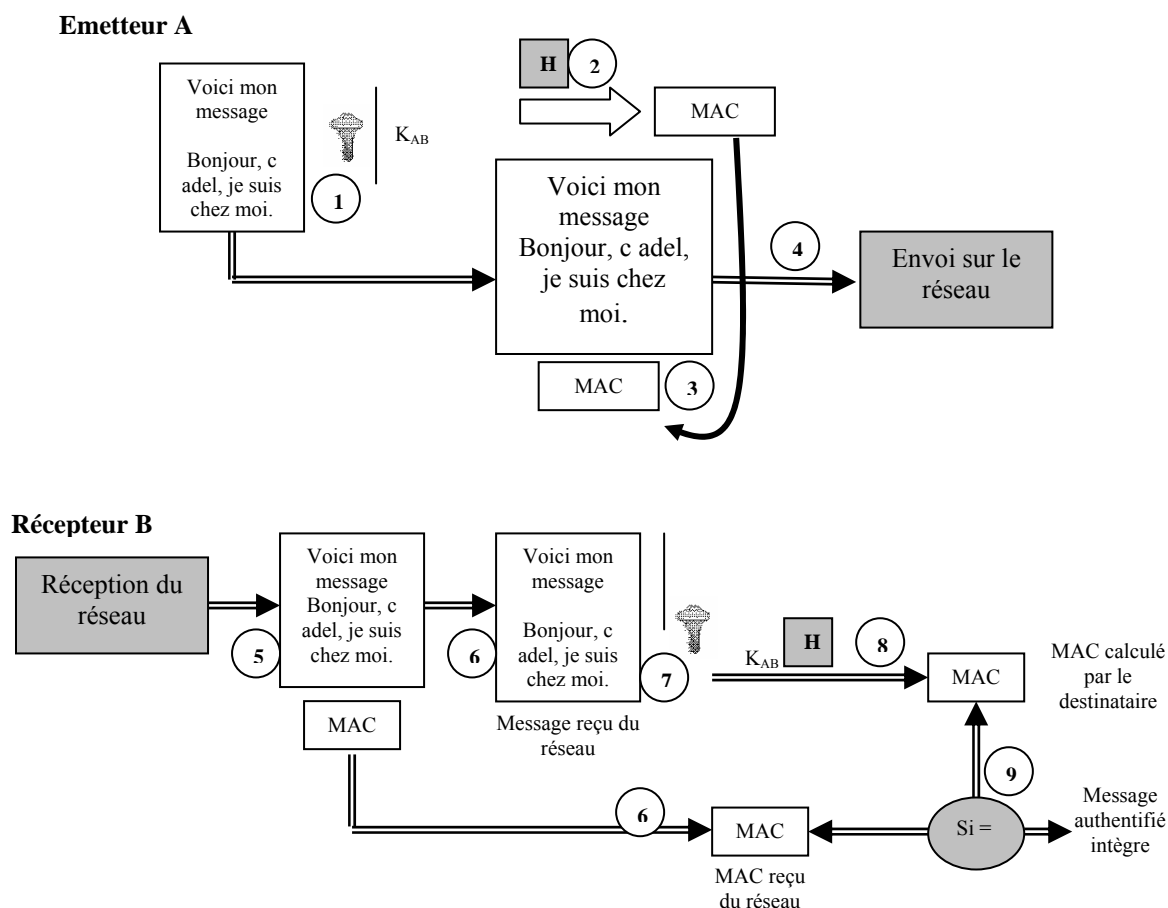 Emetteur A
Voici mon
message
Bonjour, c
adel, je suis
chez moi.
1
K_AB
H
2
MAC
Voici mon
message
Bonjour, c adel,
je suis chez
moi.
MAC
3
4
Envoi sur le
réseau
Récepteur B
Réception du
réseau
5
Voici mon
message
Bonjour, c
adel, je suis
chez moi.
MAC
6
Voici mon
message
Bonjour, c
adel, je suis
chez moi.
7
Message reçu du
réseau
K_AB
H
8
MAC
MAC calculé
par le
destinataire
6
MAC
MAC reçu
du réseau
9
Si =
Message
authentifié
intègre